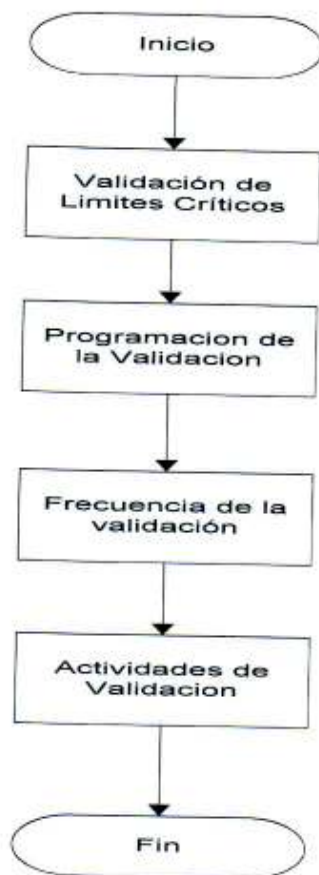 Inicio
Validación de
Limites Críticos
Programacion de
la Validacion
Frecuencia de la
validación
Actividades de
Validacion
Fin